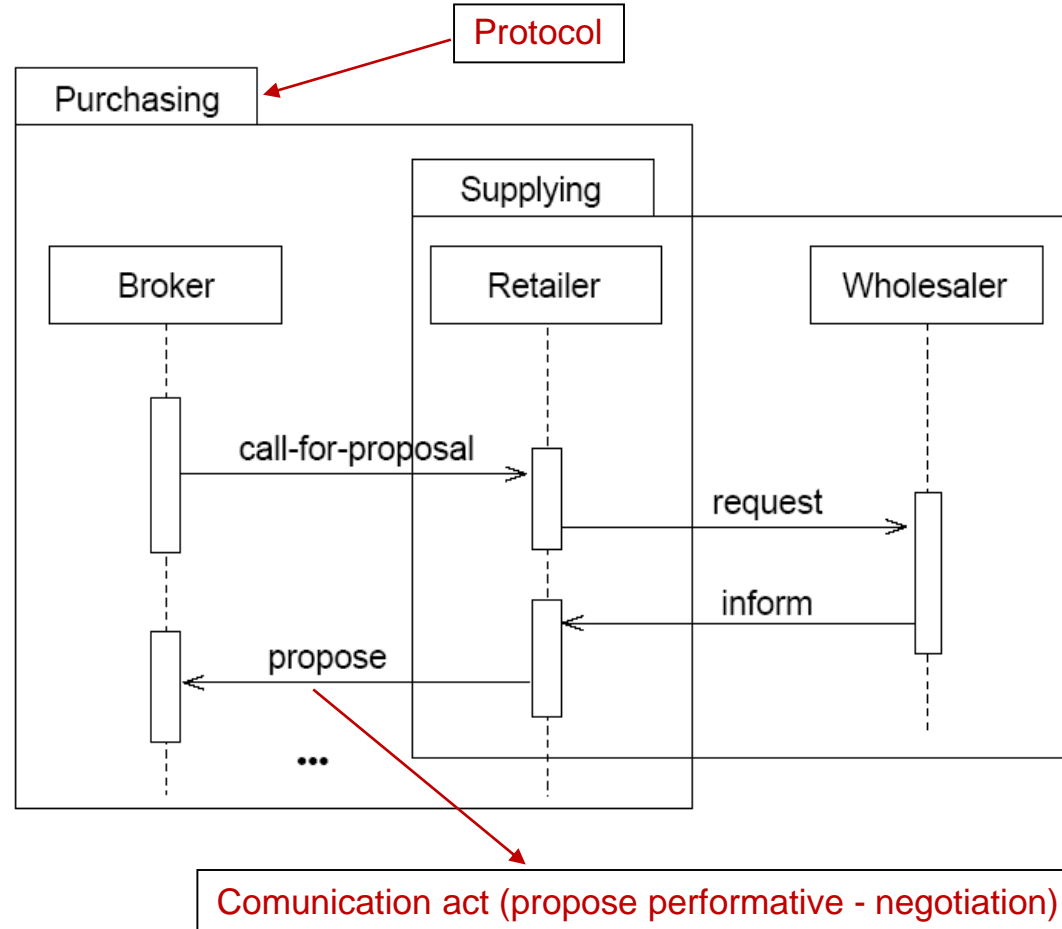 Protocol
Purchasing
Supplying
Broker
Retailer
Wholesaler
call-for-proposal
request
inform
propose
...
Comunication act (propose performative - negotiation)